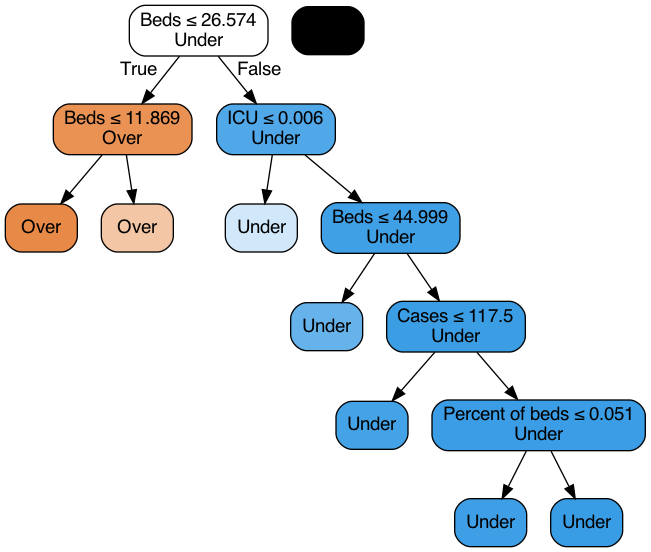 Beds ≤ 26.574
Under
True
False
Beds ≤ 11.869
Over
ICU ≤ 0.006
Under
Over
Over
Under
Beds ≤ 44.999
Under
Under
Cases ≤ 117.5
Under
Under
Percent of beds ≤ 0.051
Under
Under
Under